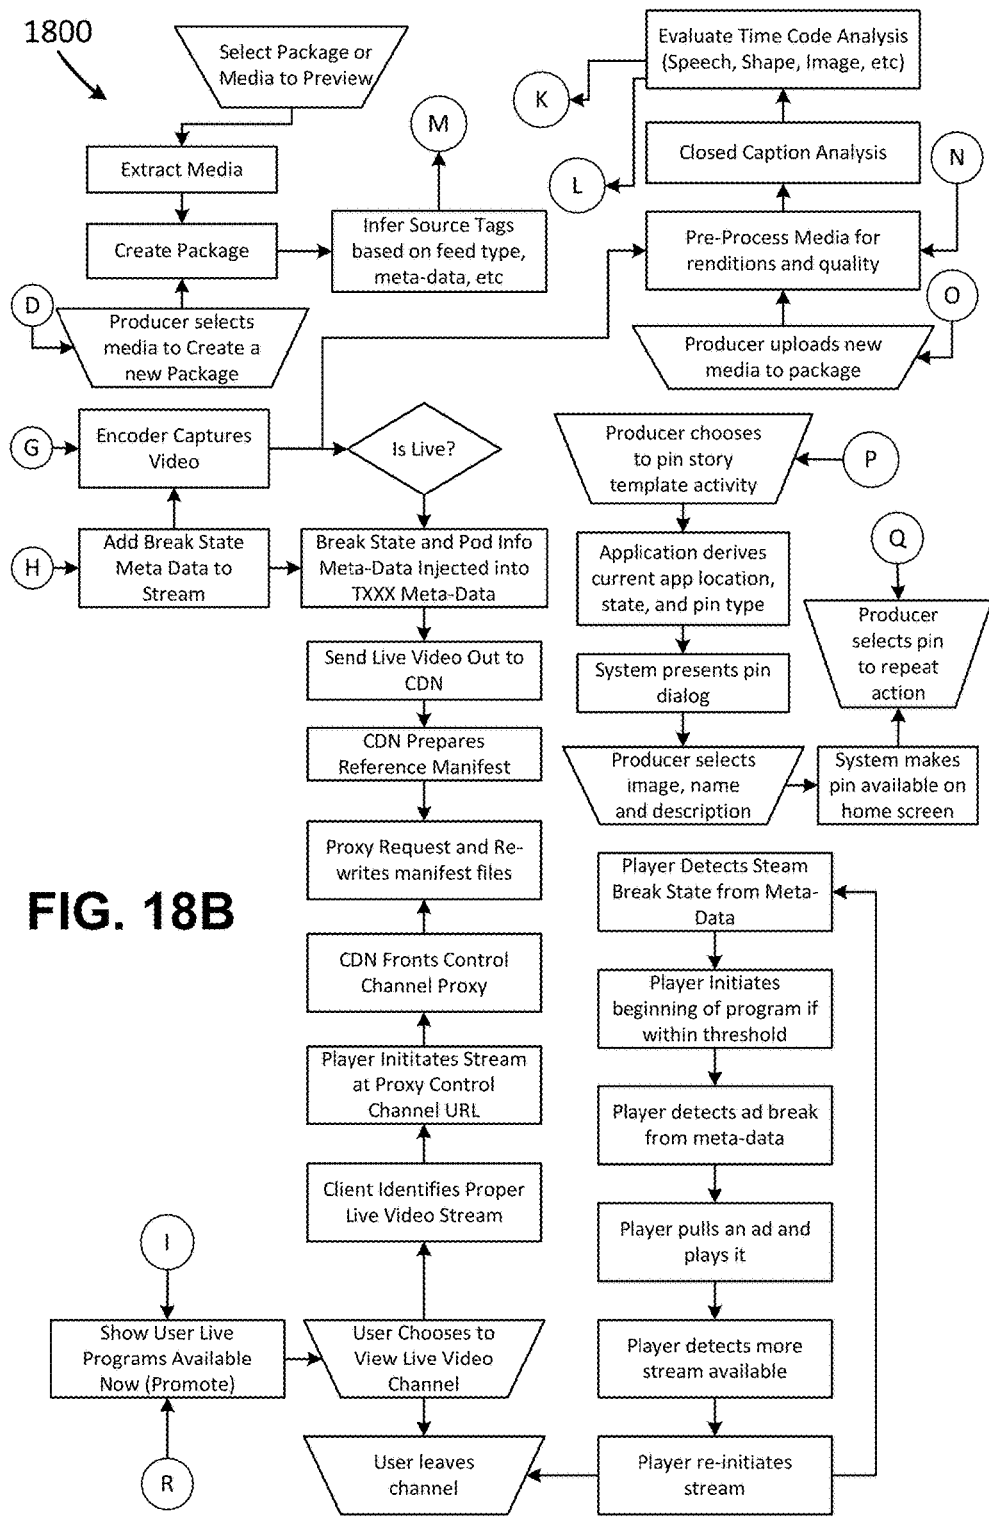 1800
Select Package or
Media to Preview
Extract Media
Create Package
D
Producer selects
media to Create a
new Package
M
Infer Source Tags
based on feed type,
meta-data, etc
Evaluate Time Code Analysis
(Speech, Shape, Image, etc)
K
L
Closed Caption Analysis
N
Pre-Process Media for
renditions and quality
O
Producer uploads new
media to package
G
Encoder Captures
Video
Is Live?
H
Add Break State
Meta Data to
Stream
Break State and Pod Info
Meta-Data Injected into
TXXX Meta-Data
Send Live Video Out to
CDN
CDN Prepares
Reference Manifest
Proxy Request and Re-
writes manifest files
CDN Fronts Control
Channel Proxy
Player Inititates Stream
at Proxy Control
Channel URL
Client Identifies Proper
Live Video Stream
I
Show User Live
Programs Available
Now (Promote)
R
User Chooses to
View Live Video
Channel
User leaves
channel
Producer chooses
to pin story
template activity
P
Application derives
current app location,
state, and pin type
System presents pin
dialog
Producer selects
image, name
and description
Q
Producer
selects pin
to repeat
action
System makes
pin available on
home screen
Player Detects Steam
Break State from Meta-
Data
Player Initiates
beginning of program if
within threshold
Player detects ad break
from meta-data
Player pulls an ad and
plays it
Player detects more
stream available
Player re-initiates
stream
FIG. 18B